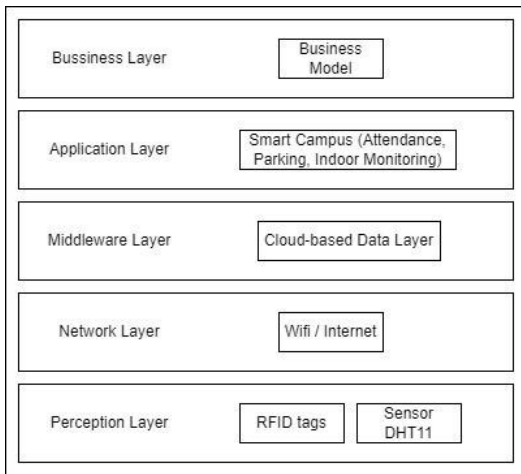 Bussiness Layer
Business
Model
Application Layer
Smart Campus (Attendance,
Parking, Indoor Monitoring)
Middleware Layer
Cloud-based Data Layer
Network Layer
Wifi / Internet
Perception Layer
RFID tags
Sensor
DHT11